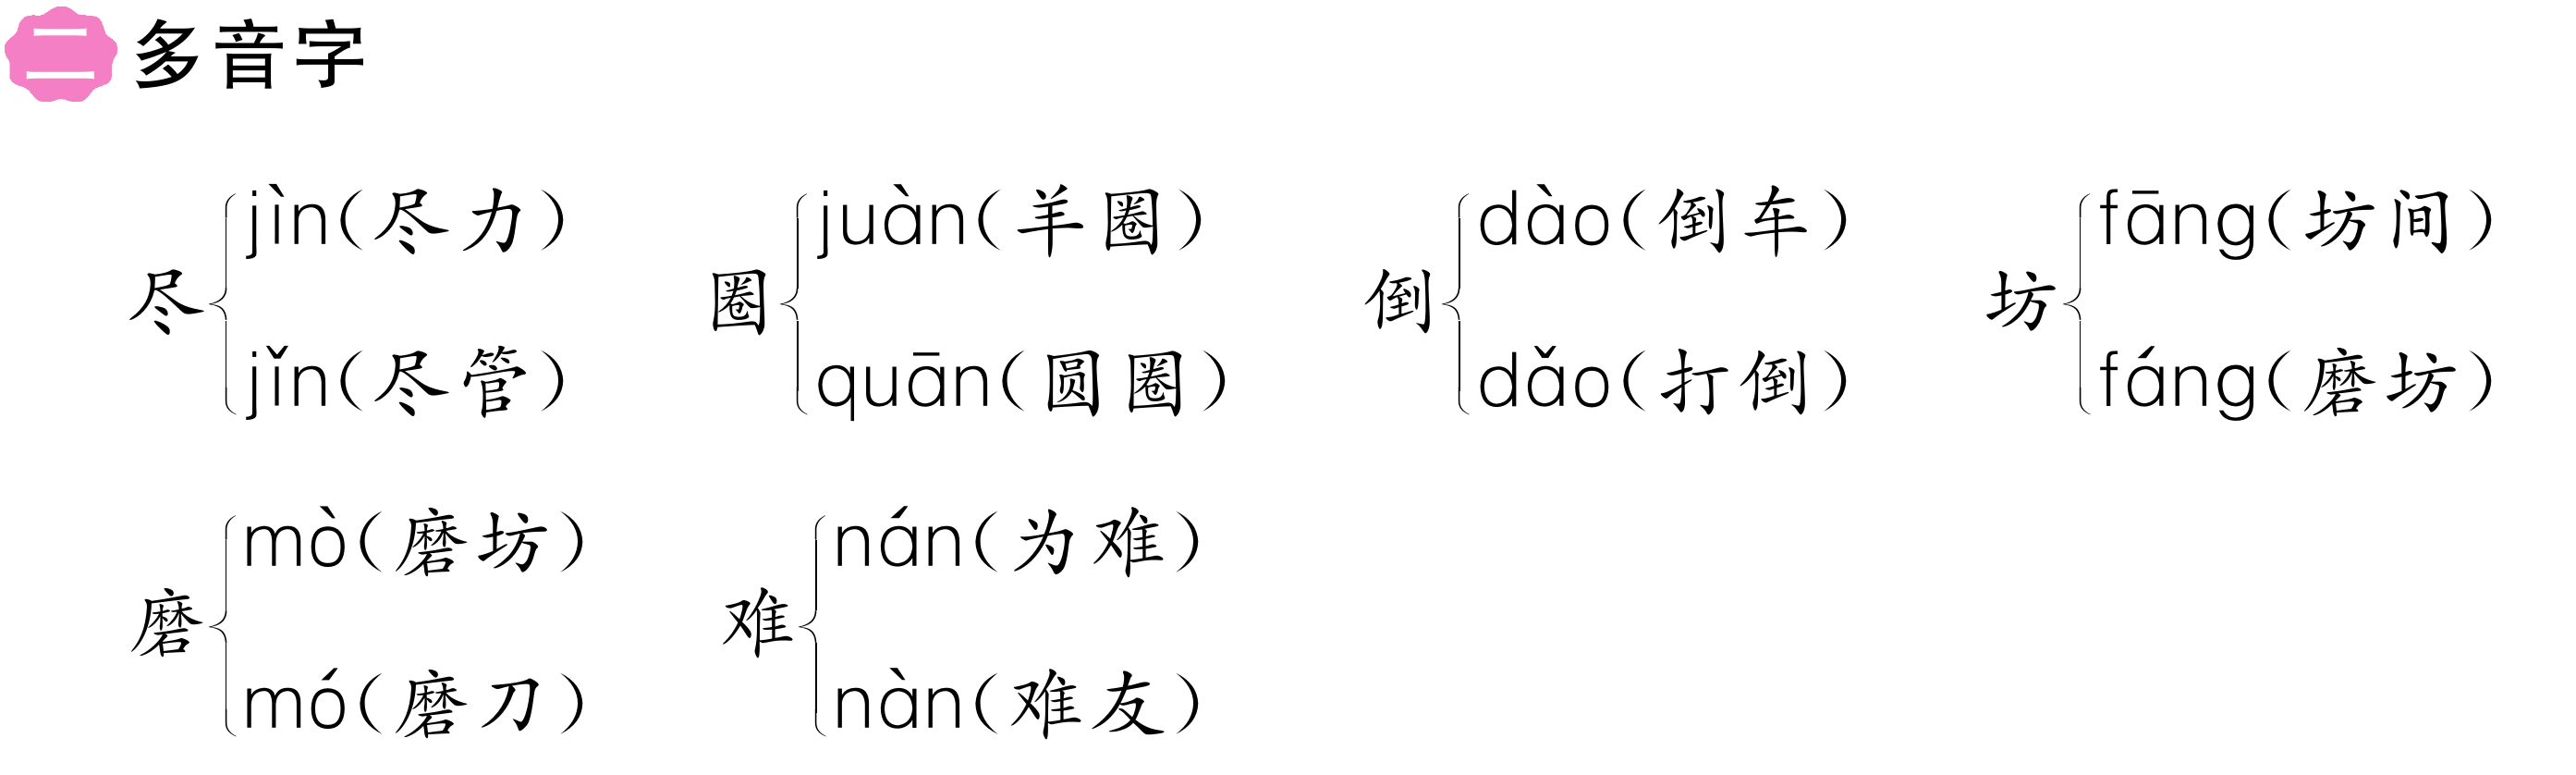 二 多音字
jìn(尽力) juàn(羊圈) dào(倒车) fāng(坊间)
尽 圈 倒 坊
jǐn(尽管) quān(圆圈) dǎo(打倒) fáng(磨坊)
mò(磨坊) nán(为难)
磨 难
mó(磨刀) nàn(难友)